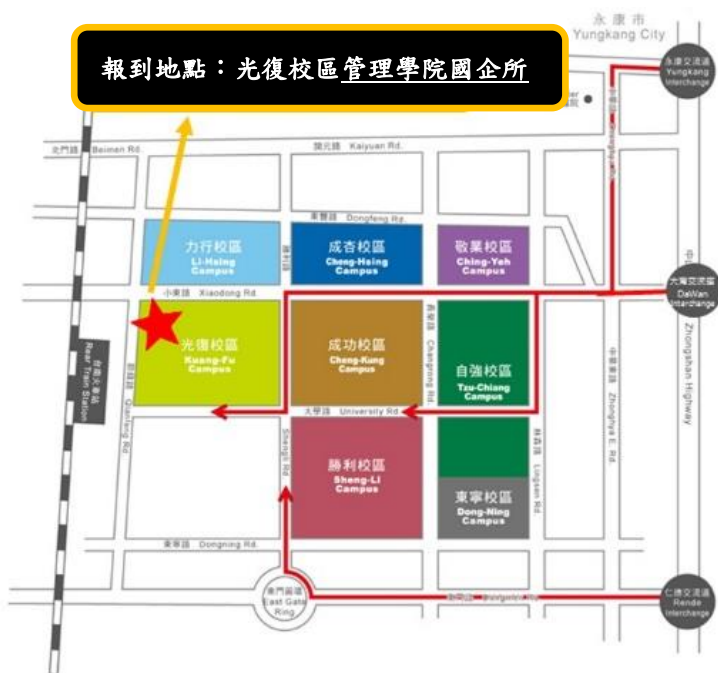 永康市
Yungkang City
報到地點：光復校區管理學院國企所
永康交流道
Yungkang
Interchange
北門路 Beimen Rd.
開元路 Kaiyuan Rd.
東豐路 Dongfeng Rd.
力行校區
Li-Hsing
Campus
勝利路
成杏校區
Cheng-Hsing
Campus
敬業校區
Ching-Yeh
Campus
小東路 Xiaodong Rd.
大灣交流道
DaWan
Interchange
Zhongshan Highway
台南火車站
Rear Train Station
前鋒路 Qianfeng Rd.
光復校區
Kuang-Fu
Campus
成功校區
Cheng-Kung
Campus
長榮路 Changrong Rd.
自強校區
Tzu-Chiang
Campus
中華東路 Zhonghya E. Rd.
大學路 University Rd.
Shengli Rd.
勝利校區
Sheng-Li
Campus
林森路 Lingsen Rd.
東寧校區
Dong-Ning
Campus
東寧路 Dongning Rd.
東門圓環
East Gate
Ring
仁德交流道
Rende
Interchange